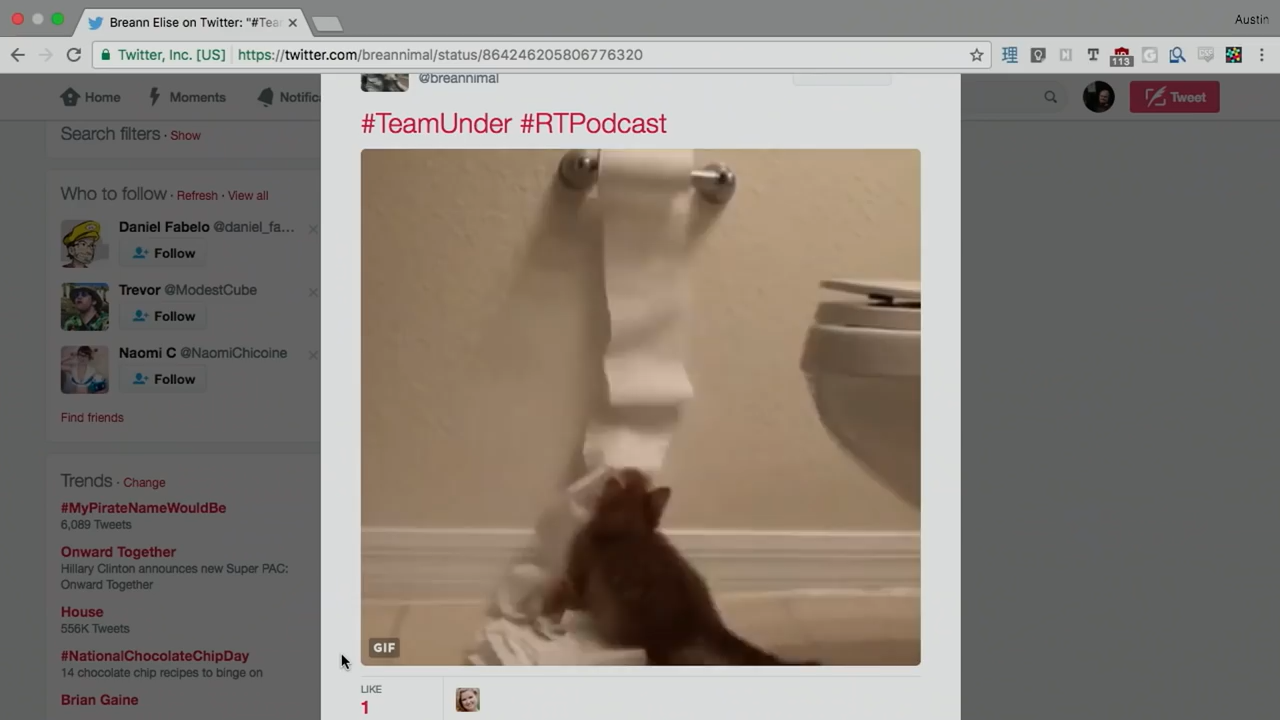 Breann Elise on Twitter: "#Tea
Austin
Twitter, Inc. [US]
https://twitter.com/breannimal/status/864246205806776320
113
Home
Moments
Notific
Tweet
@breannimal
#TeamUnder #RTPodcast
GIF
LIKE
1
Search filters · Show
Who to follow · Refresh · View all
Daniel Fabelo @daniel_fa...
Follow
Trevor @ModestCube
Follow
Naomi C @NaomiChicoine
Follow
Find friends
Trends · Change
#MyPirateNameWouldBe
6,089 Tweets
Onward Together
Hillary Clinton announces new Super PAC:
Onward Together
House
556K Tweets
#NationalChocolateChipDay
14 chocolate chip recipes to binge on
Brian Gaine